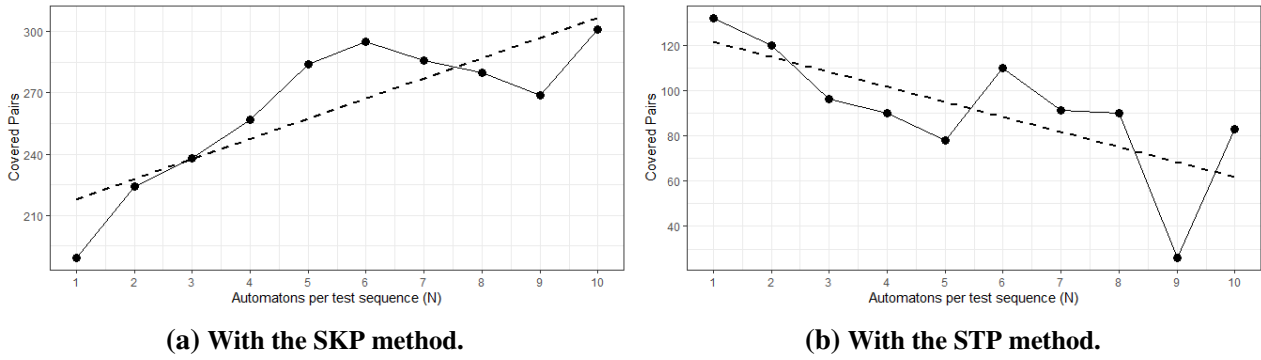 Covered Pairs
300
270
240
210
1 2 3 4 5 6 7 8 9 10
Automatons per test sequence (N)
(a) With the SKP method.
Covered Pairs
120
100
80
60
40
1 2 3 4 5 6 7 8 9 10
Automatons per test sequence (N)
(b) With the STP method.